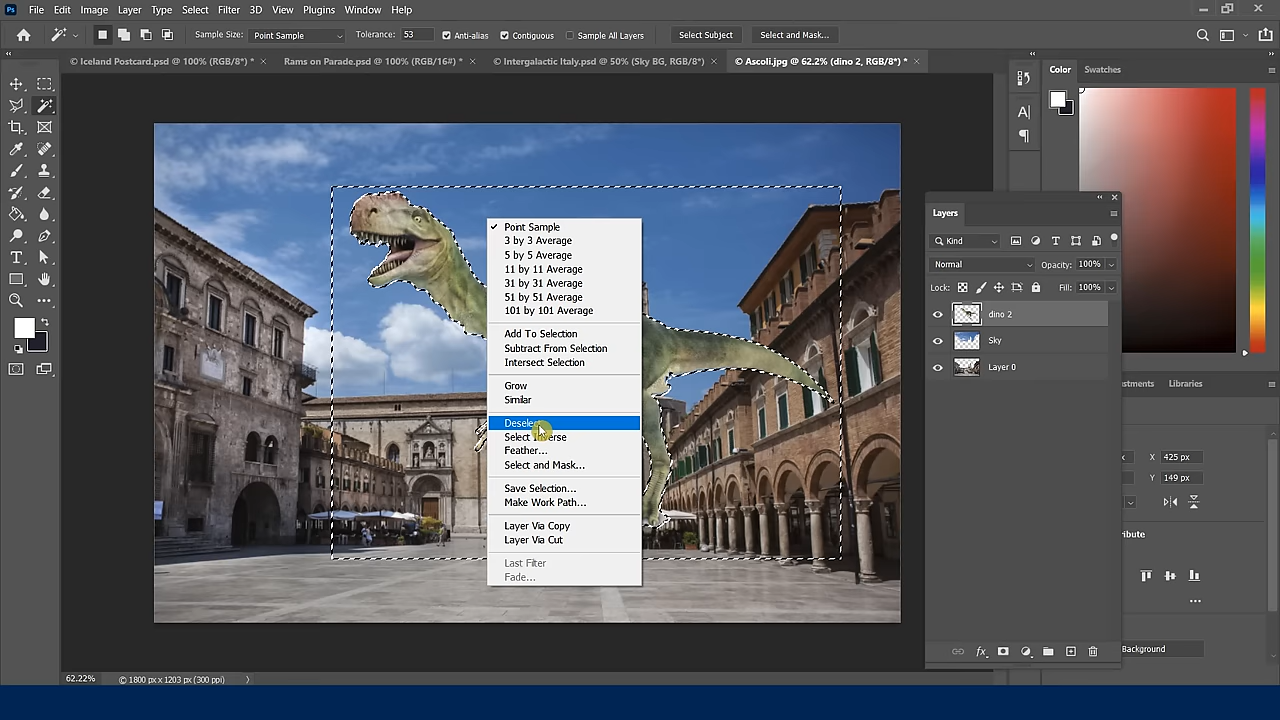 Ps File Edit Image Layer Type Select Filter 3D View Plugins Window Help
Sample Size: Point Sample Tolerance: 53 Anti-alias Contiguous Sample All Layers Select Subject Select and Mask...
© Iceland Postcard.psd @ 100% (RGB/8*) * × Rams on Parade.psd @ 100% (RGB/16#) * × © Intergalactic Italy.psd @ 50% (Sky BG, RGB/8*) × © Ascoli.jpg @ 62.2% (dino 2, RGB/8*) * ×
Color Swatches
Point Sample
3 by 3 Average
5 by 5 Average
11 by 11 Average
31 by 31 Average
51 by 51 Average
101 by 101 Average
Add To Selection
Subtract From Selection
Intersect Selection
Grow
Similar
Deselect
Select Inverse
Feather...
Select and Mask...
Save Selection...
Make Work Path...
Layer Via Copy
Layer Via Cut
Last Filter
Fade...
Layers
Kind
Normal Opacity: 100%
Lock: Fill: 100%
dino 2
Sky
Layer 0
Libraries
X 425 px
Y 149 px
Background
62.22% © 1800 px x 1203 px (300 ppi)